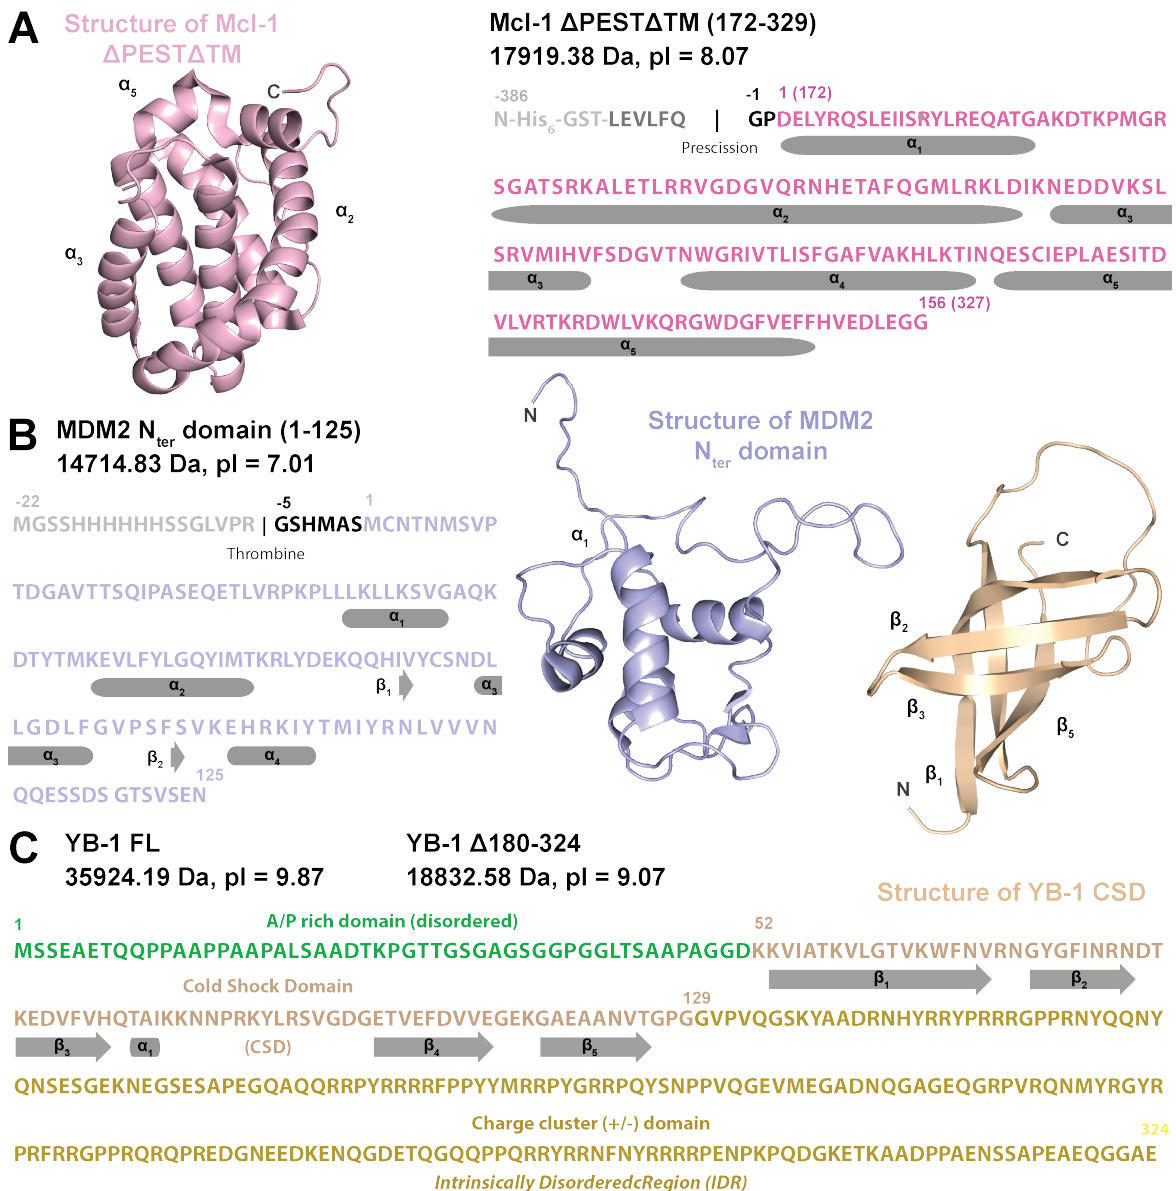 A
Structure of Mcl-1
ΔPESTΔTM
α5
C
α2
α3
Mcl-1 ΔPESTΔTM (172-329)
17919.38 Da, pI = 8.07
-386
-1
1 (172)
N-His6-GST-LEVLFQ | GPDELYRQSLEIISRYLREQATGAKDTKPMGR
Prescission
α1
SGATSRKALETLRRVGDGVQRNHETAFQGMLRKLDIKNEDDVKSL
α2
α3
SRVMIHVFSDGVTNWGRIVTLISFGAFVAKHLKTINQESCIEPLAESITD
α3
α4
α5
156 (327)
VLVRTKRDWLVKQRGWDGFVEFFHVEDLEGG
α5
B
MDM2 Nter domain (1-125)
14714.83 Da, pI = 7.01
-22
-5
1
MGSSHHHHHHSSGLVPR | GSHMASMCNTNMSVP
Thrombine
TDGAVTTSQIPASEQETLVRPKPLLLKLLKSVGAQK
α1
DTYTMKEVLFYLGQYIMTKRLYDEKQQHIVYCSNDL
α2
β1
α3
LGDLFGVPSFSVKEHRKIYTMIYRNLVVVN
α3
β2
α4
125
QQESSDS GTSVSEN
N
Structure of MDM2
Nter domain
α1
C
β2
β3
β5
β1
N
C
YB-1 FL
35924.19 Da, pI = 9.87
YB-1 Δ180-324
18832.58 Da, pI = 9.07
Structure of YB-1 CSD
1
A/P rich domain (disordered)
52
MSSEAETQQPPAAPPAAPALSAADTKPGTTGSGAGSGGPGGLTSAAPAGGDKKVIATKVLGTVKWFNVRNGYGFINRNDT
β1
β2
Cold Shock Domain
129
KEDVFVHQTAIKKNNPRKYLRSVGDGETVEFDVVEGEKGAEAANVTGPGGVPVQGSKYAADRNHYRRYPRRRGPPRNYQQNY
β3
α1
(CSD)
β4
β5
QNSESGEKNEGSESAPEGQAQQRRPYRRRRFPPYYMRRPYGRRPQYSNPPVQGEVMEGADNQGAGEQGRPVRQNMYRGYR
Charge cluster (+/-) domain
324
PRFRRGPPRQRQPREDGNEEDKENQGDETQGQQPPQRRYRRNFNYRRRRPENPKPQDGKETKAADPPAENSSAPEAEQGGAE
Intrinsically DisorderedcRegion (IDR)